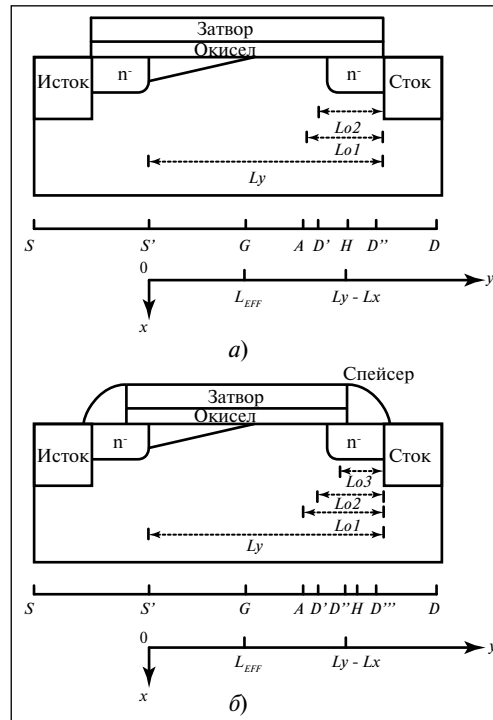 Затвор
Окисел
Исток n- n- Сток
Lo2
Lo1
Ly
S S' G A D' H D'' D
0 y
L_EFF Ly - Lx
x
а)
Спейсер
Затвор
Окисел
Исток n- n- Сток
Lo3
Lo2
Lo1
Ly
S S' G A D' D'' H D''' D
0 y
L_EFF Ly - Lx
x
б)